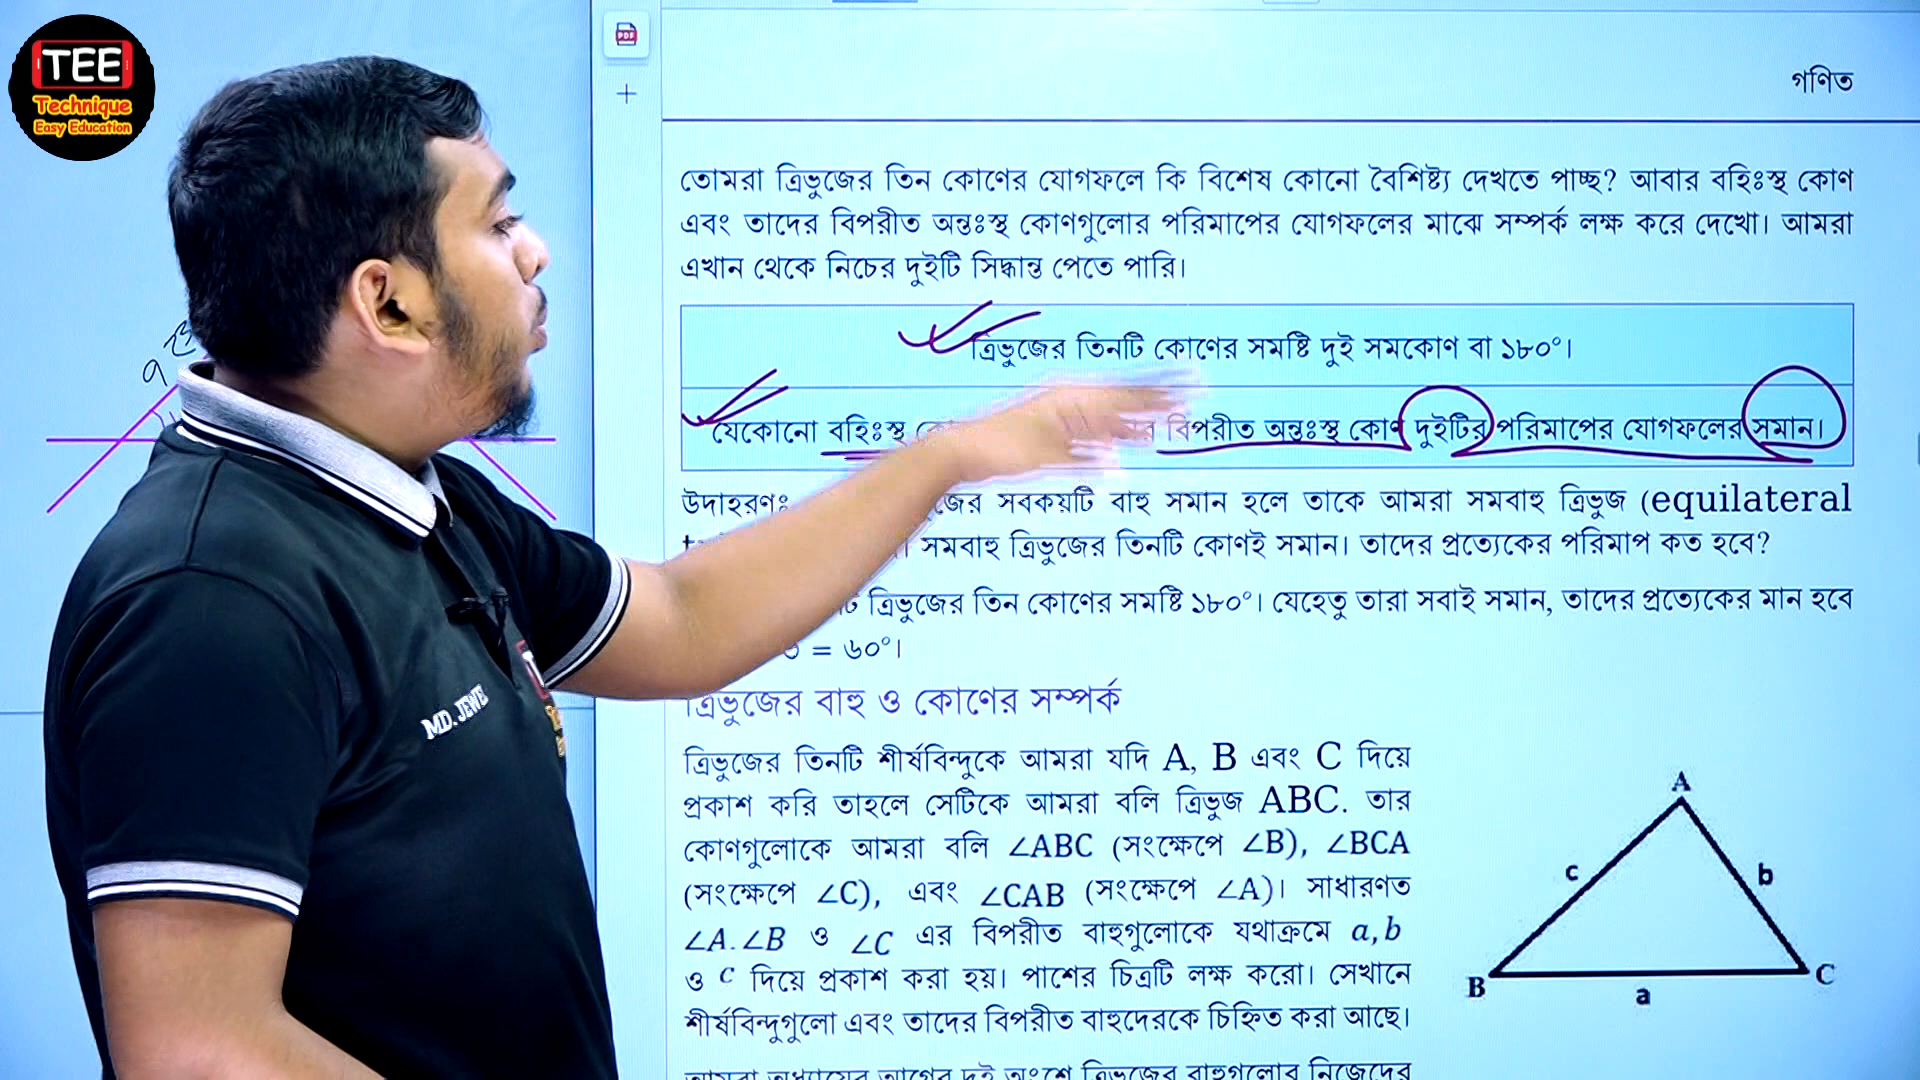 TEE
Technique
Easy Education
গণিত
তোমরা ত্রিভুজের তিন কোণের যোগফলে কি বিশেষ কোনো বৈশিষ্ট্য দেখতে পাচ্ছ? আবার বহিঃস্থ কোণ
এবং তাদের বিপরীত অন্তঃস্থ কোণগুলোর পরিমাপের যোগফলের মাঝে সম্পর্ক লক্ষ করে দেখো। আমরা
এখান থেকে নিচের দুইটি সিদ্ধান্ত পেতে পারি।
ত্রিভুজের তিনটি কোণের সমষ্টি দুই সমকোণ বা ১৮০°।
যেকোনো বহিঃস্থ বিপরীত অন্তঃস্থ কোণ দুইটির পরিমাপের যোগফলের সমান।
উদাহরণঃ সবকয়টি বাহু সমান হলে তাকে আমরা সমবাহু ত্রিভুজ (equilateral
সমবাহু ত্রিভুজের তিনটি কোণই সমান। তাদের প্রত্যেকের পরিমাপ কত হবে?
ত্রিভুজের তিন কোণের সমষ্টি ১৮০°। যেহেতু তারা সবাই সমান, তাদের প্রত্যেকের মান হবে
= ৬০°।
ত্রিভুজের বাহু ও কোণের সম্পর্ক
ত্রিভুজের তিনটি শীর্ষবিন্দুকে আমরা যদি A, B এবং C দিয়ে
প্রকাশ করি তাহলে সেটিকে আমরা বলি ত্রিভুজ ABC. তার
কোণগুলোকে আমরা বলি ∠ABC (সংক্ষেপে ∠B), ∠BCA
(সংক্ষেপে ∠C), এবং ∠CAB (সংক্ষেপে ∠A)। সাধারণত
∠A.∠B ও ∠C এর বিপরীত বাহুগুলোকে যথাক্রমে a,b
ও c দিয়ে প্রকাশ করা হয়। পাশের চিত্রটি লক্ষ করো। সেখানে
শীর্ষবিন্দুগুলো এবং তাদের বিপরীত বাহুদেরকে চিহ্নিত করা আছে।
আমরা অধ্যায়ের আগের দুই অংশে ত্রিভুজের বাহুগুলোর নিজেদের
A
c
b
B
C
a
MD. JEWEL